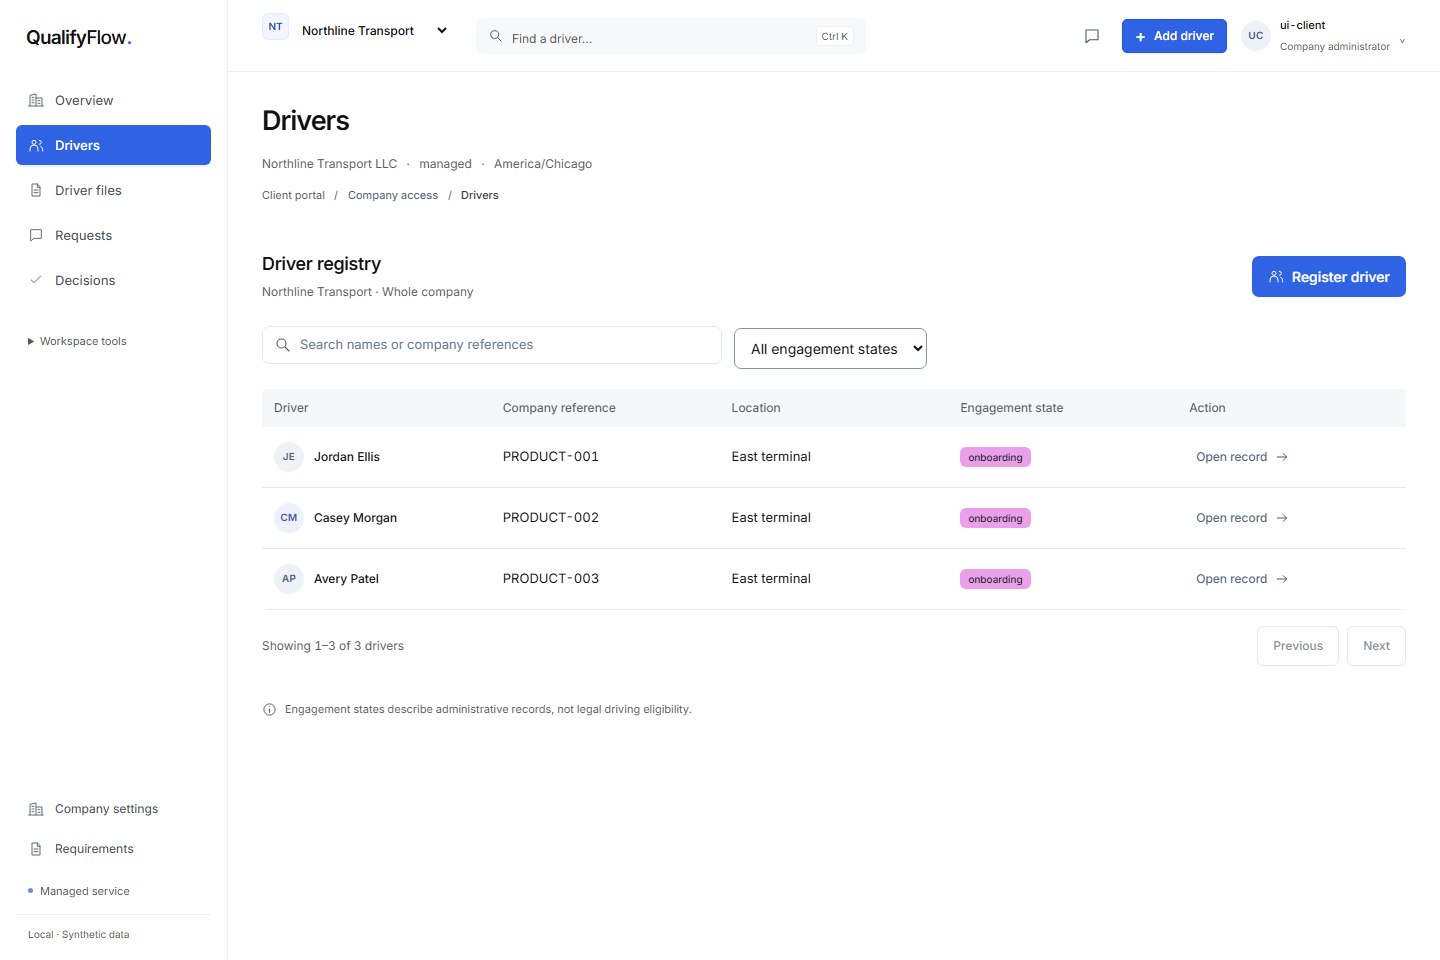 QualifyFlow.
NT Northline Transport
Find a driver... Ctrl K
+ Add driver
UC ui-client
Company administrator
Overview
Drivers
Driver files
Requests
Decisions
Workspace tools
Company settings
Requirements
Managed service
Local · Synthetic data
Drivers
Northline Transport LLC · managed · America/Chicago
Client portal / Company access / Drivers
Driver registry
Northline Transport · Whole company
Register driver
Search names or company references
All engagement states
Driver Company reference Location Engagement state Action
JE Jordan Ellis PRODUCT-001 East terminal onboarding Open record →
CM Casey Morgan PRODUCT-002 East terminal onboarding Open record →
AP Avery Patel PRODUCT-003 East terminal onboarding Open record →
Showing 1–3 of 3 drivers
Previous Next
Engagement states describe administrative records, not legal driving eligibility.